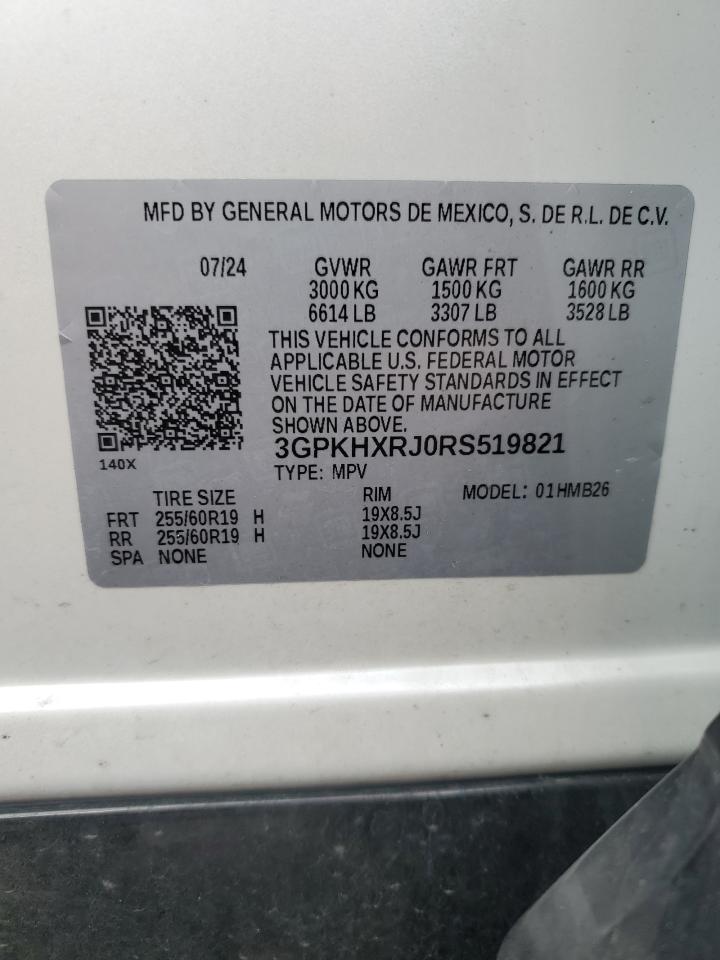 MFD BY GENERAL MOTORS DE MEXICO, S. DE R.L. DE C.V.
07/24 GVWR GAWR FRT GAWR RR
3000 KG 1500 KG 1600 KG
6614 LB 3307 LB 3528 LB
THIS VEHICLE CONFORMS TO ALL
APPLICABLE U.S. FEDERAL MOTOR
VEHICLE SAFETY STANDARDS IN EFFECT
ON THE DATE OF MANUFACTURE
SHOWN ABOVE.
3GPKHXRJ0RS519821
140X
TYPE: MPV
TIRE SIZE RIM MODEL: 01HMB26
FRT 255/60R19 H 19X8.5J
RR 255/60R19 H 19X8.5J
SPA NONE NONE